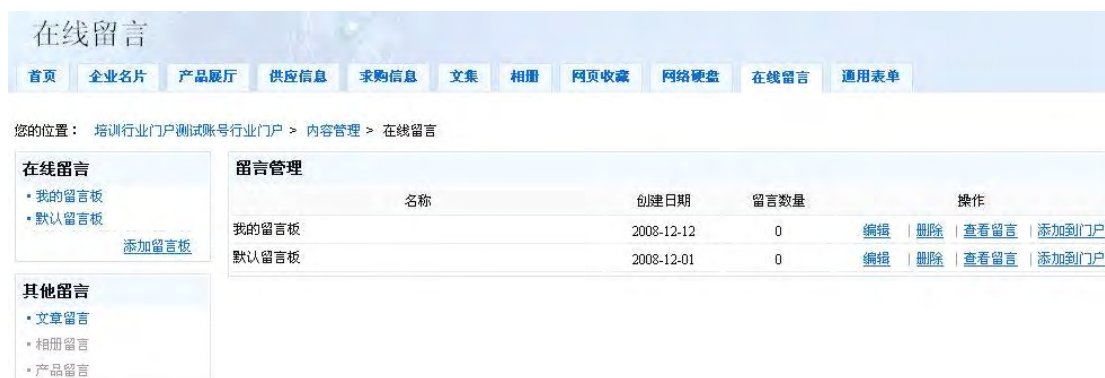 在线留言
首页 企业名片 产品展厅 供应信息 求购信息 文集 相册 网页收藏 网络硬盘 在线留言 通用表单
您的位置： 培训行业门户测试账号行业门户 > 内容管理 > 在线留言
在线留言
• 我的留言板
• 默认留言板
添加留言板
留言管理
名称 创建日期 留言数量 操作
我的留言板 2008-12-12 0 编辑 | 删除 | 查看留言 | 添加到门户
默认留言板 2008-12-01 0 编辑 | 删除 | 查看留言 | 添加到门户
其他留言
• 文章留言
• 相册留言
• 产品留言